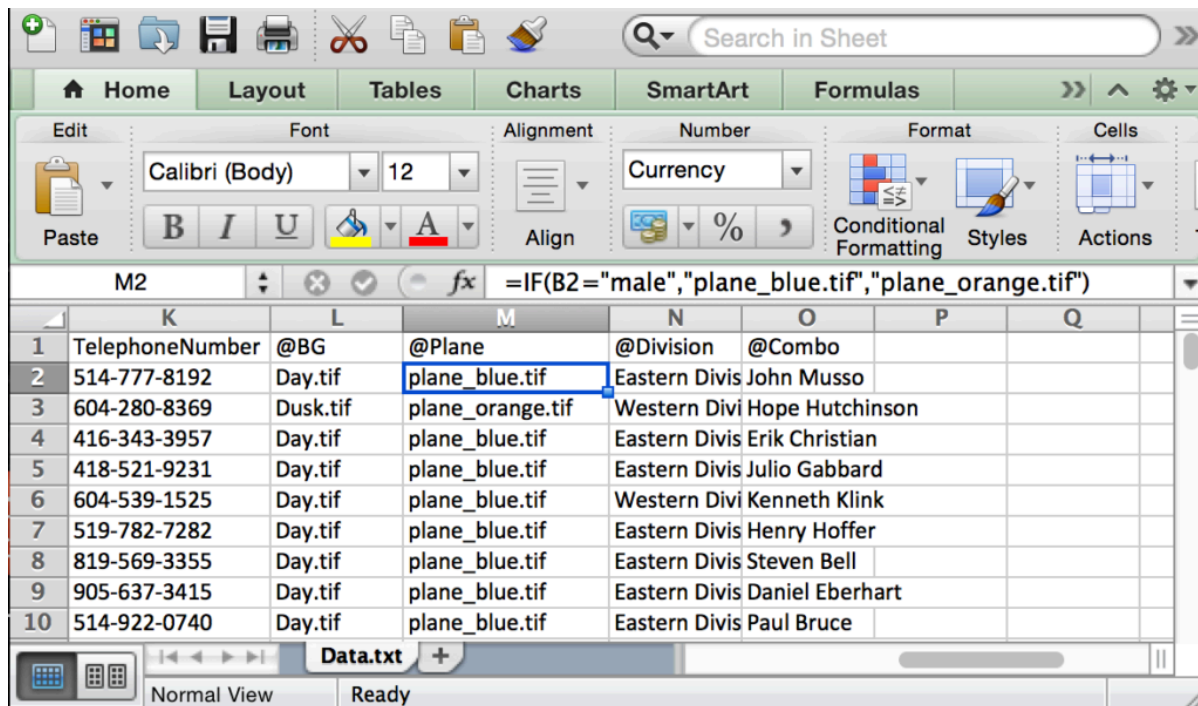 Search in Sheet
Home Layout Tables Charts SmartArt Formulas
Edit Font Alignment Number Format Cells
Calibri (Body) 12 Currency
Paste B I U A Align % Conditional Formatting Styles Actions
M2 fx =IF(B2="male","plane_blue.tif","plane_orange.tif")
K L M N O P Q
1 TelephoneNumber @BG @Plane @Division @Combo
2 514-777-8192 Day.tif plane_blue.tif Eastern Divis John Musso
3 604-280-8369 Dusk.tif plane_orange.tif Western Divi Hope Hutchinson
4 416-343-3957 Day.tif plane_blue.tif Eastern Divis Erik Christian
5 418-521-9231 Day.tif plane_blue.tif Eastern Divis Julio Gabbard
6 604-539-1525 Day.tif plane_blue.tif Western Divi Kenneth Klink
7 519-782-7282 Day.tif plane_blue.tif Eastern Divis Henry Hoffer
8 819-569-3355 Day.tif plane_blue.tif Eastern Divis Steven Bell
9 905-637-3415 Day.tif plane_blue.tif Eastern Divis Daniel Eberhart
10 514-922-0740 Day.tif plane_blue.tif Eastern Divis Paul Bruce
Data.txt
Normal View Ready